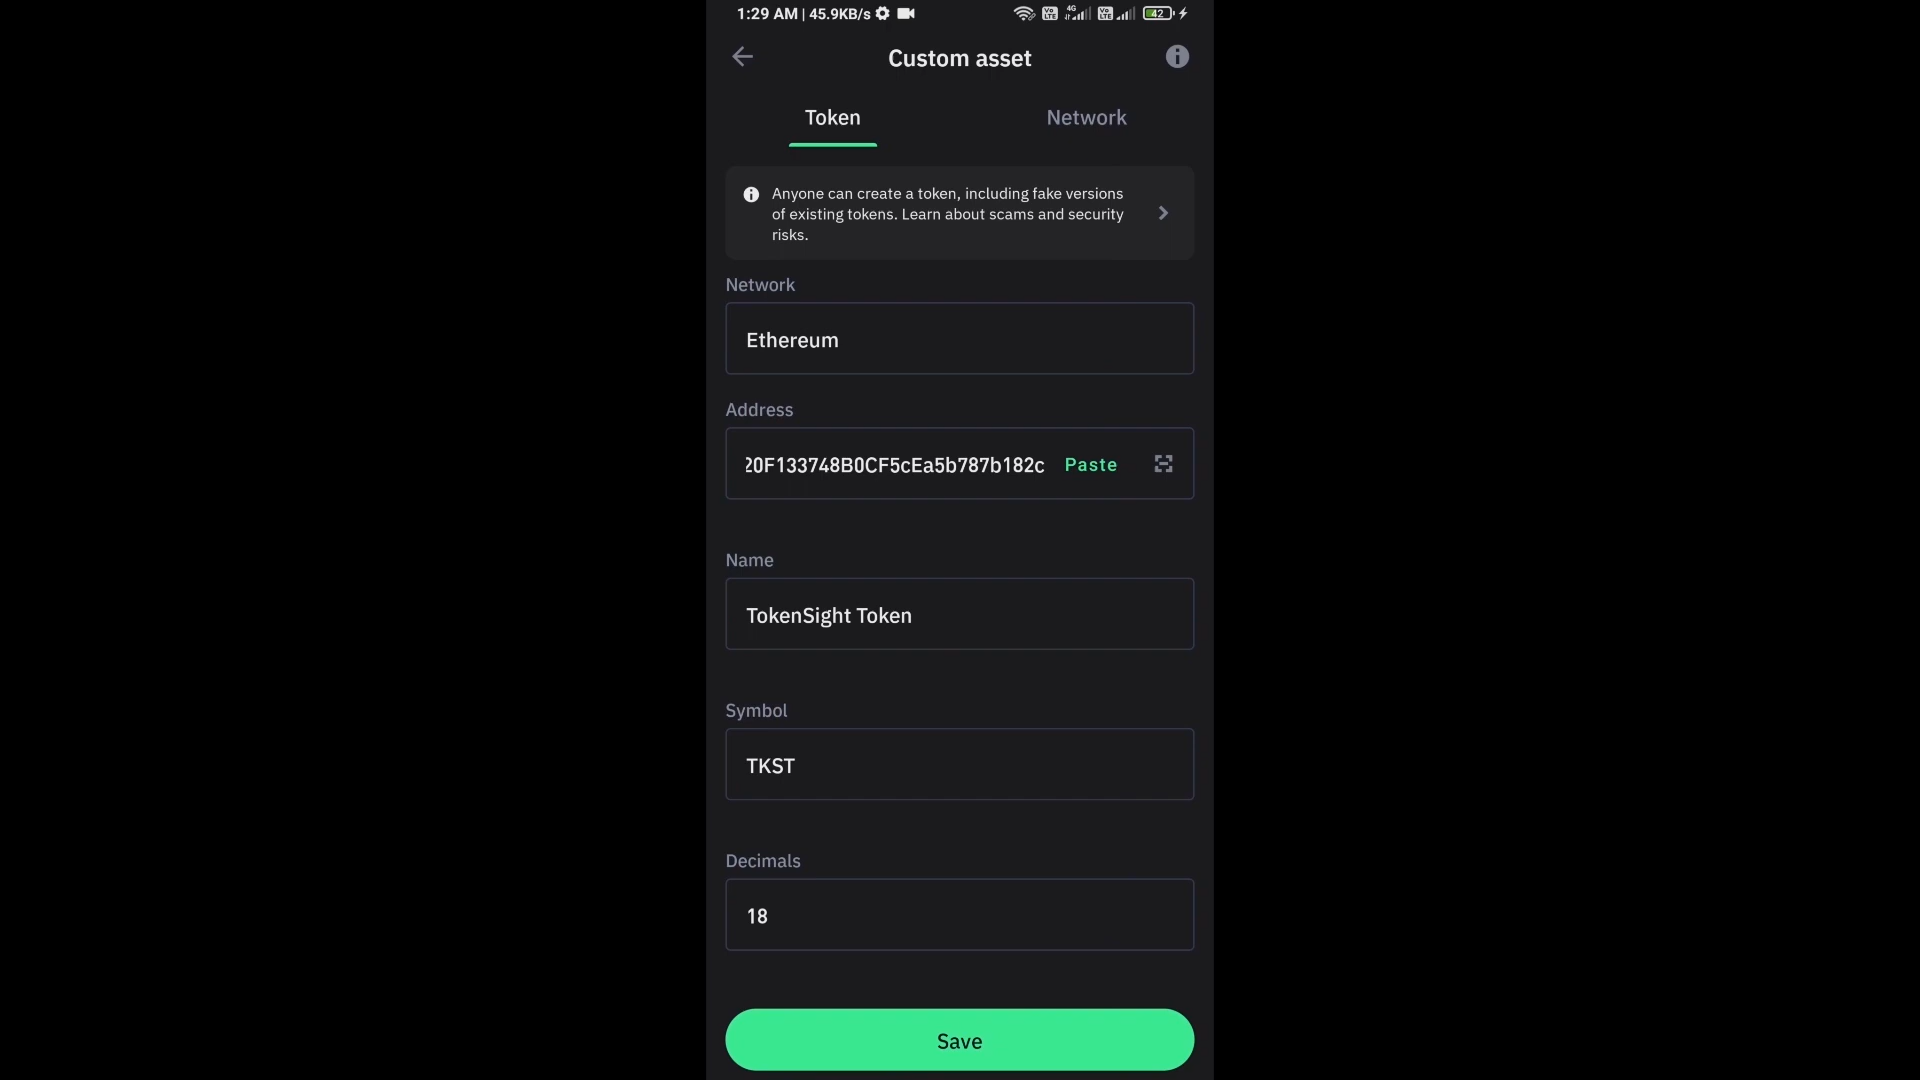 1:29 AM | 45.9KB/s
4G
42
Custom asset
Token
Network
Anyone can create a token, including fake versions
of existing tokens. Learn about scams and security
risks.
Network
Ethereum
Address
20F133748B0CF5cEa5b787b182c
Paste
Name
TokenSight Token
Symbol
TKST
Decimals
18
Save